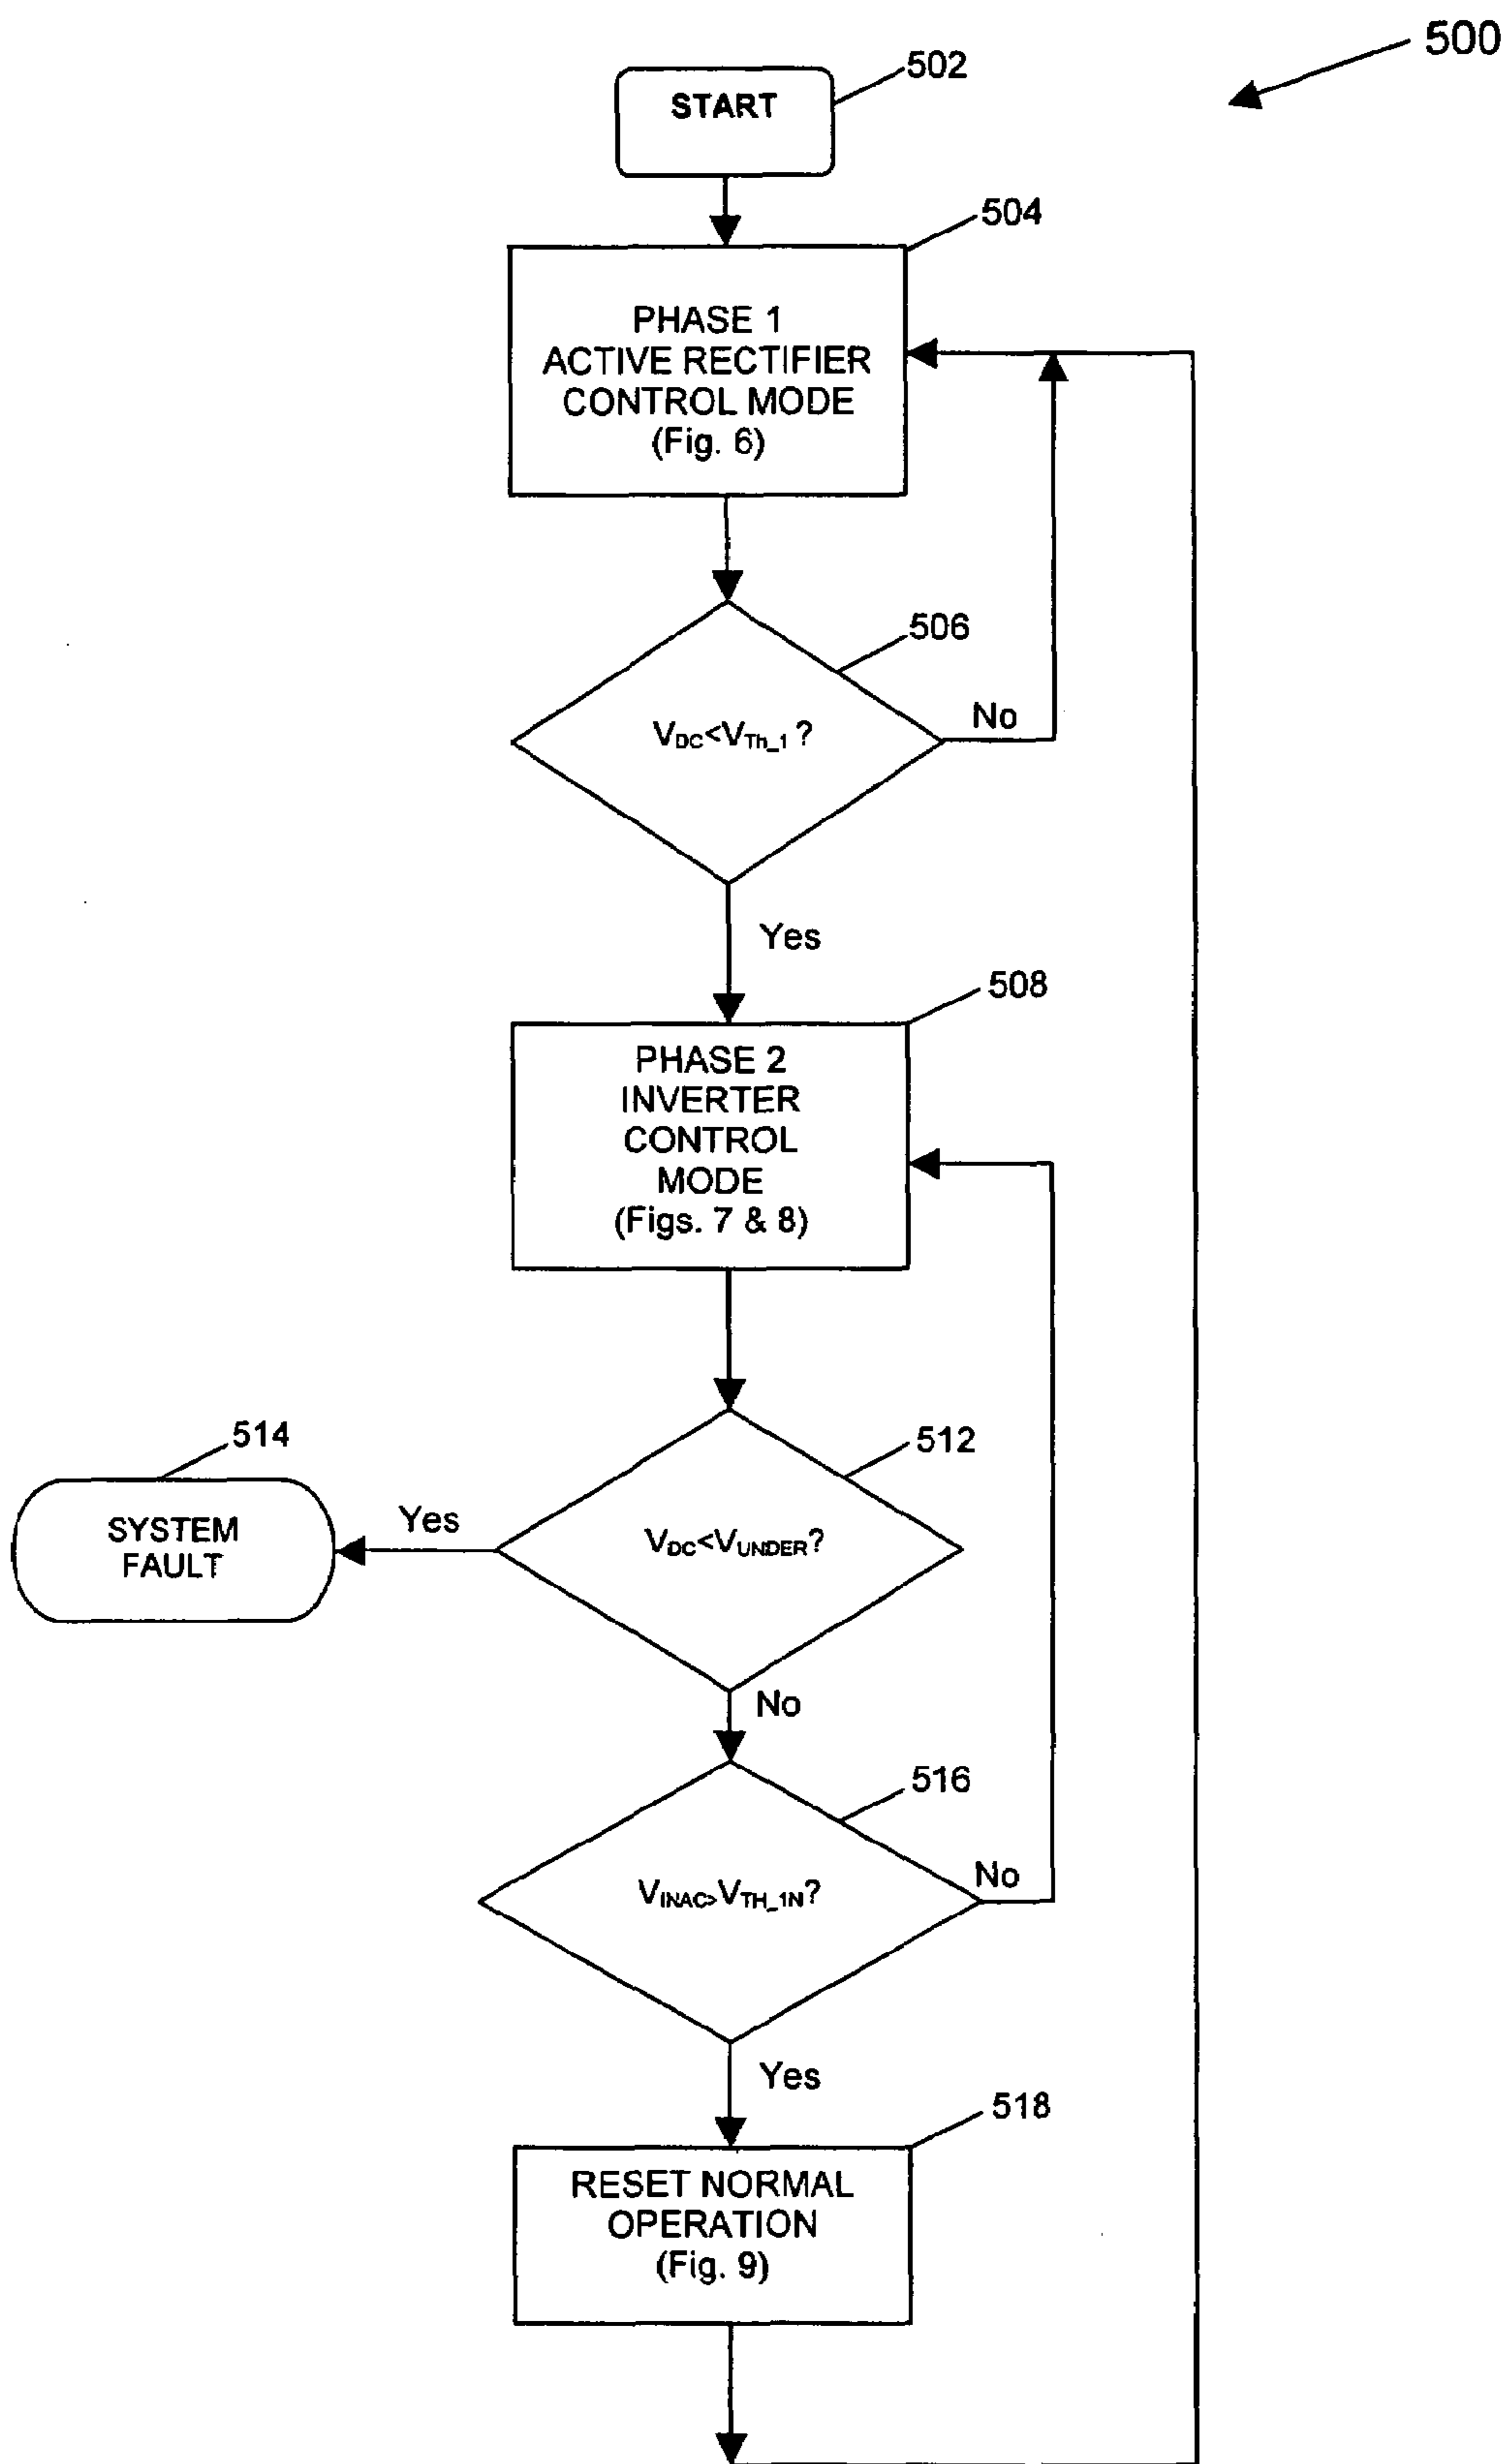 500
502
START
504
PHASE 1
ACTIVE RECTIFIER
CONTROL MODE
(Fig. 6)
506
VDC<VTh_1 ?
No
Yes
508
PHASE 2
INVERTER
CONTROL
MODE
(Figs. 7 & 8)
512
514
SYSTEM
FAULT
Yes
VDC<VUNDER?
No
516
VINAC>VTH_1N?
No
Yes
518
RESET NORMAL
OPERATION
(Fig. 9)